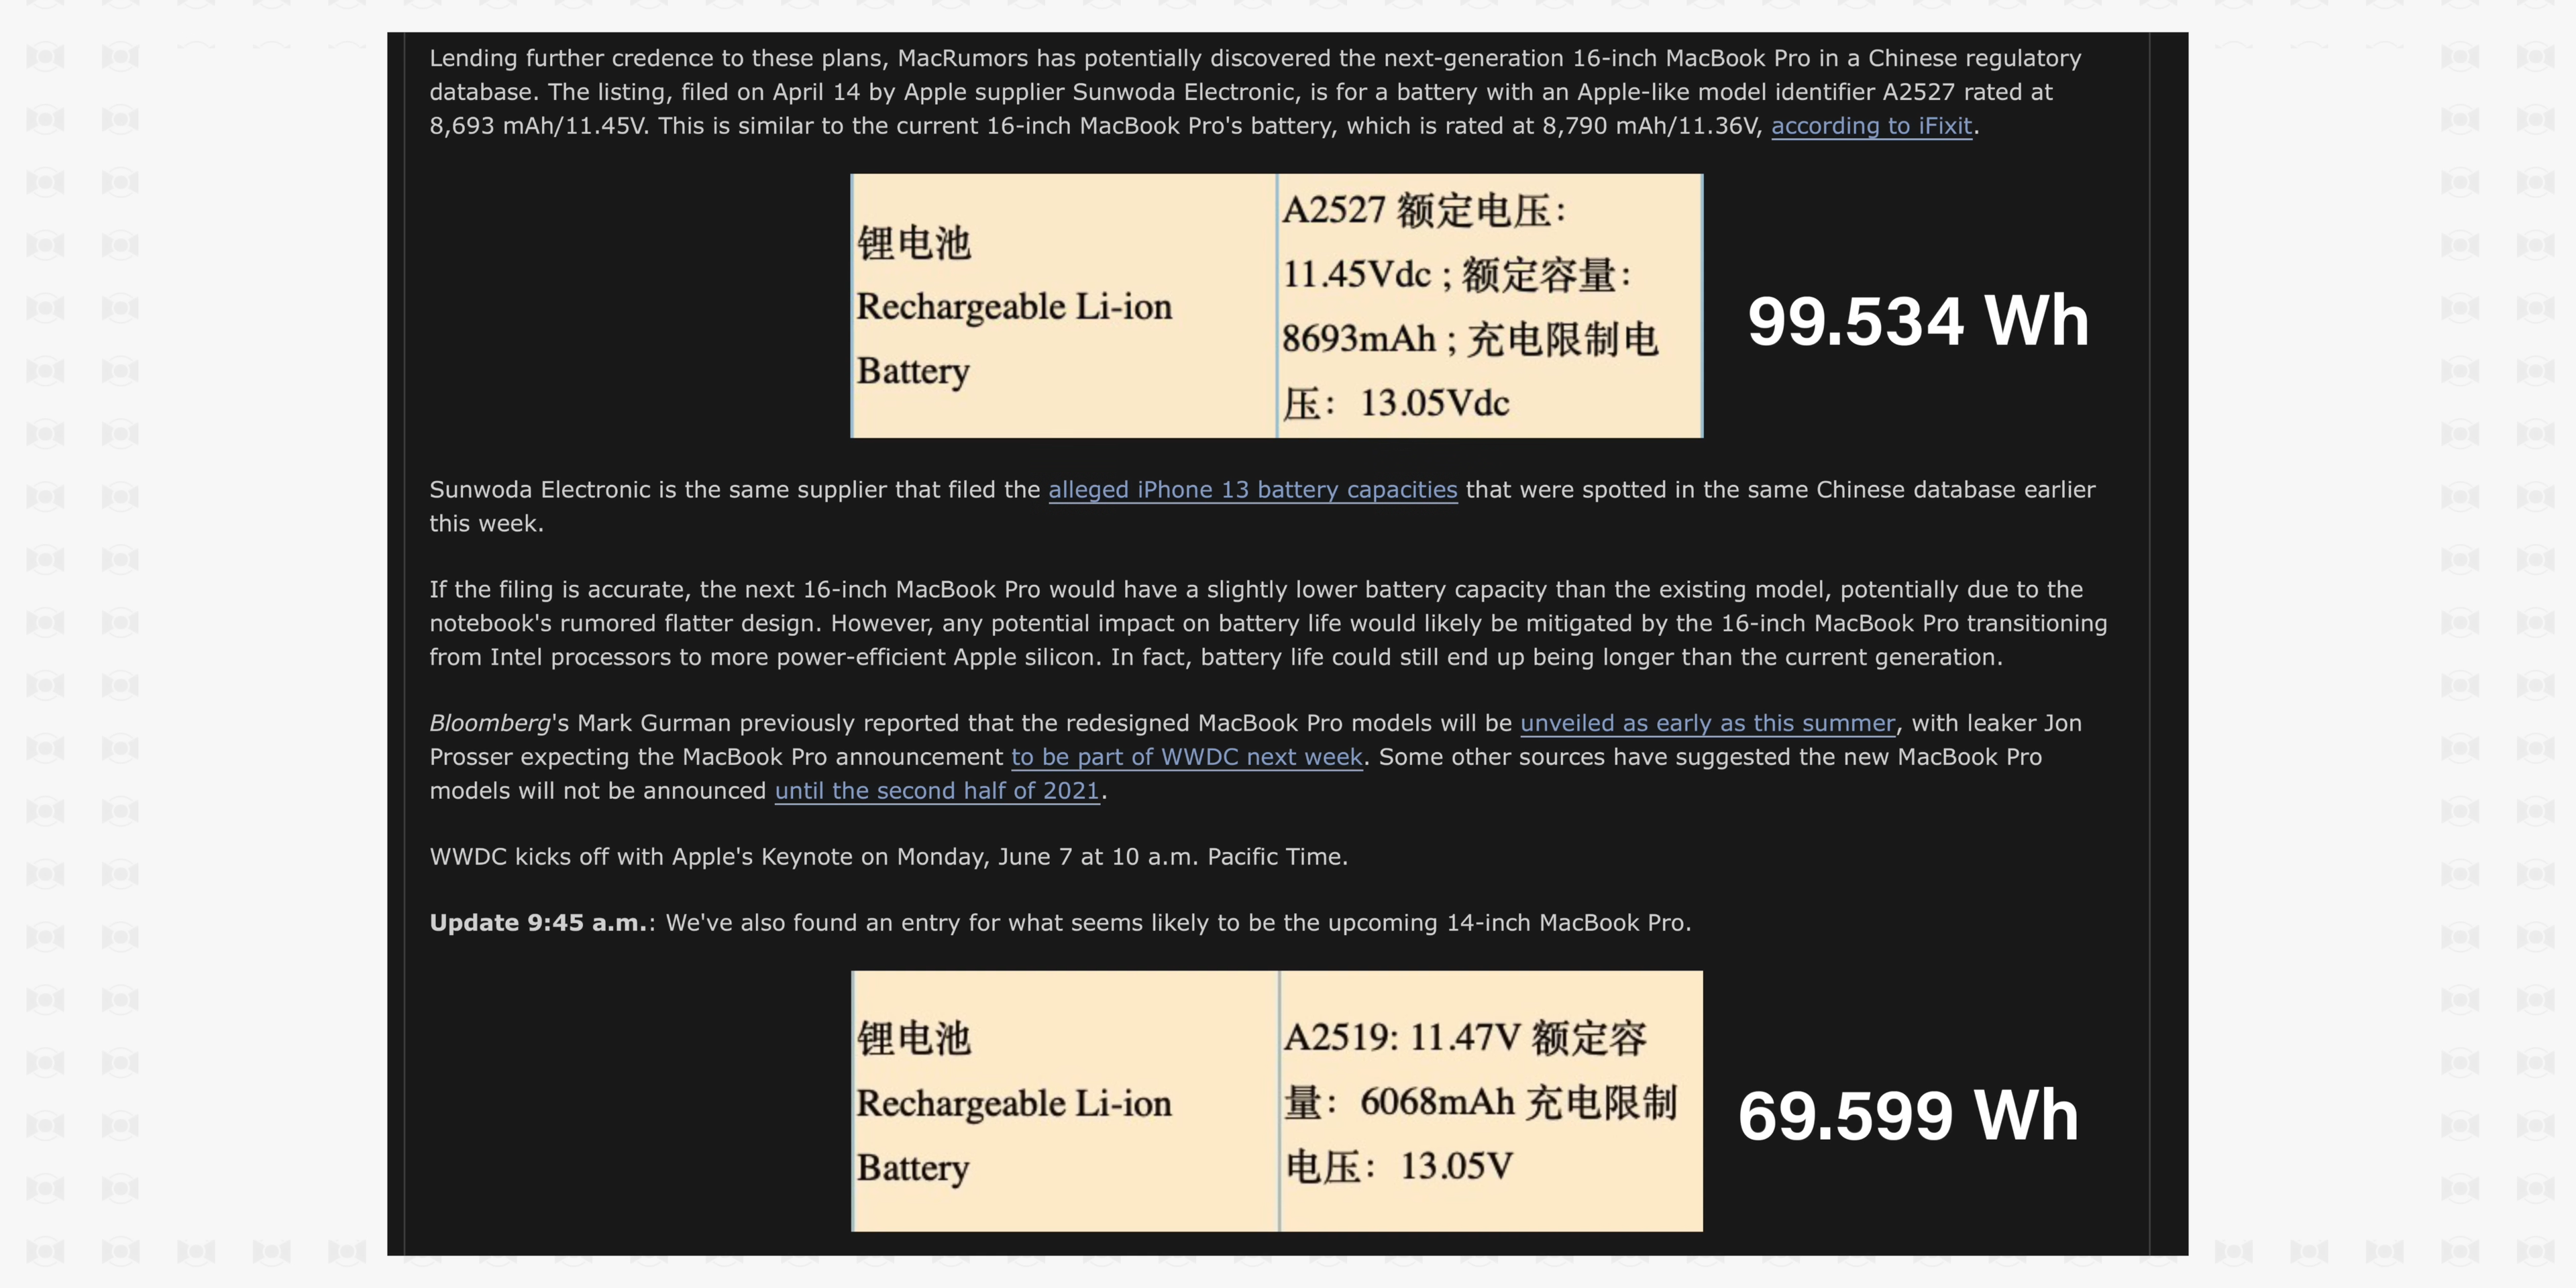 Lending further credence to these plans, MacRumors has potentially discovered the next-generation 16-inch MacBook Pro in a Chinese regulatory
database. The listing, filed on April 14 by Apple supplier Sunwoda Electronic, is for a battery with an Apple-like model identifier A2527 rated at
8,693 mAh/11.45V. This is similar to the current 16-inch MacBook Pro's battery, which is rated at 8,790 mAh/11.36V, according to iFixit.
锂电池
Rechargeable Li-ion
Battery
A2527 额定电压：
11.45Vdc ; 额定容量：
8693mAh ; 充电限制电
压： 13.05Vdc
99.534 Wh
Sunwoda Electronic is the same supplier that filed the alleged iPhone 13 battery capacities that were spotted in the same Chinese database earlier
this week.
If the filing is accurate, the next 16-inch MacBook Pro would have a slightly lower battery capacity than the existing model, potentially due to the
notebook's rumored flatter design. However, any potential impact on battery life would likely be mitigated by the 16-inch MacBook Pro transitioning
from Intel processors to more power-efficient Apple silicon. In fact, battery life could still end up being longer than the current generation.
Bloomberg's Mark Gurman previously reported that the redesigned MacBook Pro models will be unveiled as early as this summer, with leaker Jon
Prosser expecting the MacBook Pro announcement to be part of WWDC next week. Some other sources have suggested the new MacBook Pro
models will not be announced until the second half of 2021.
WWDC kicks off with Apple's Keynote on Monday, June 7 at 10 a.m. Pacific Time.
Update 9:45 a.m.: We've also found an entry for what seems likely to be the upcoming 14-inch MacBook Pro.
锂电池
Rechargeable Li-ion
Battery
A2519: 11.47V 额定容
量： 6068mAh 充电限制
电压： 13.05V
69.599 Wh